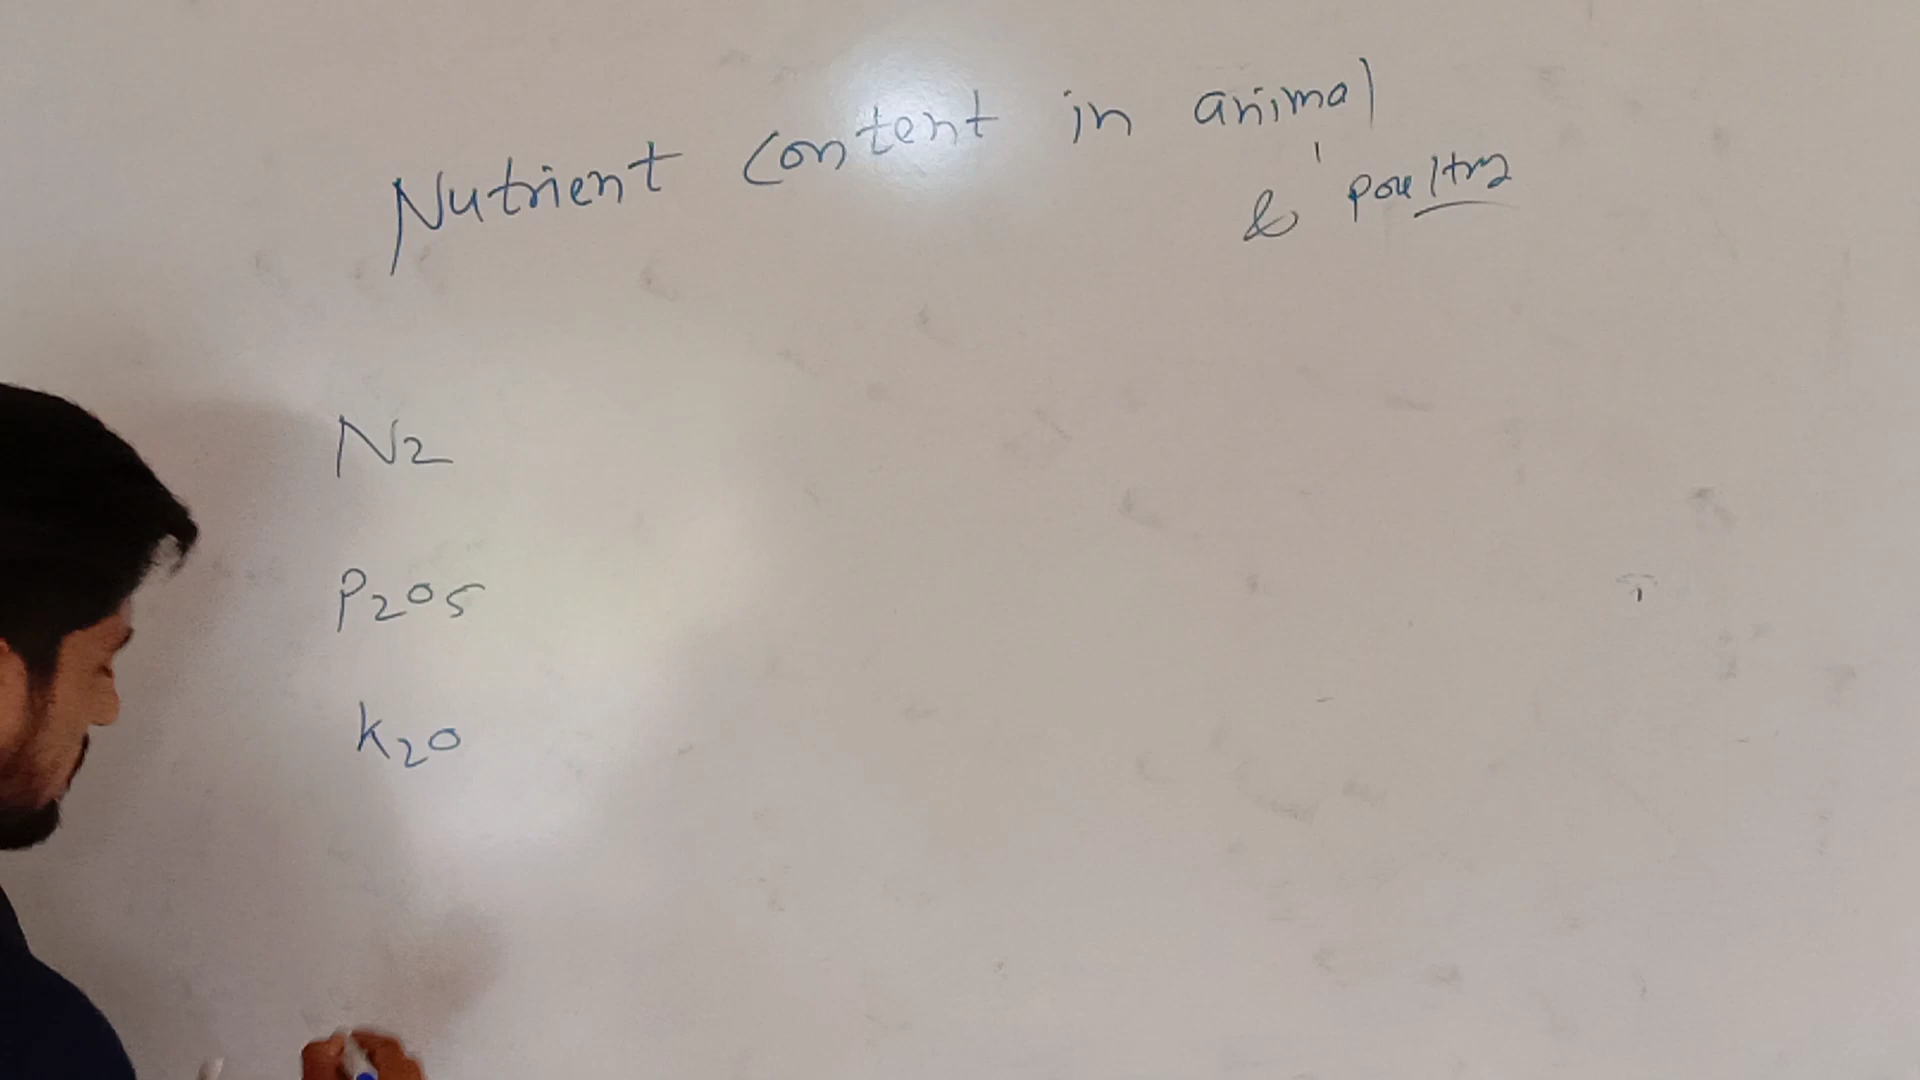 Nutrient Content in animal
& poultry
N2
P2O5
K2O